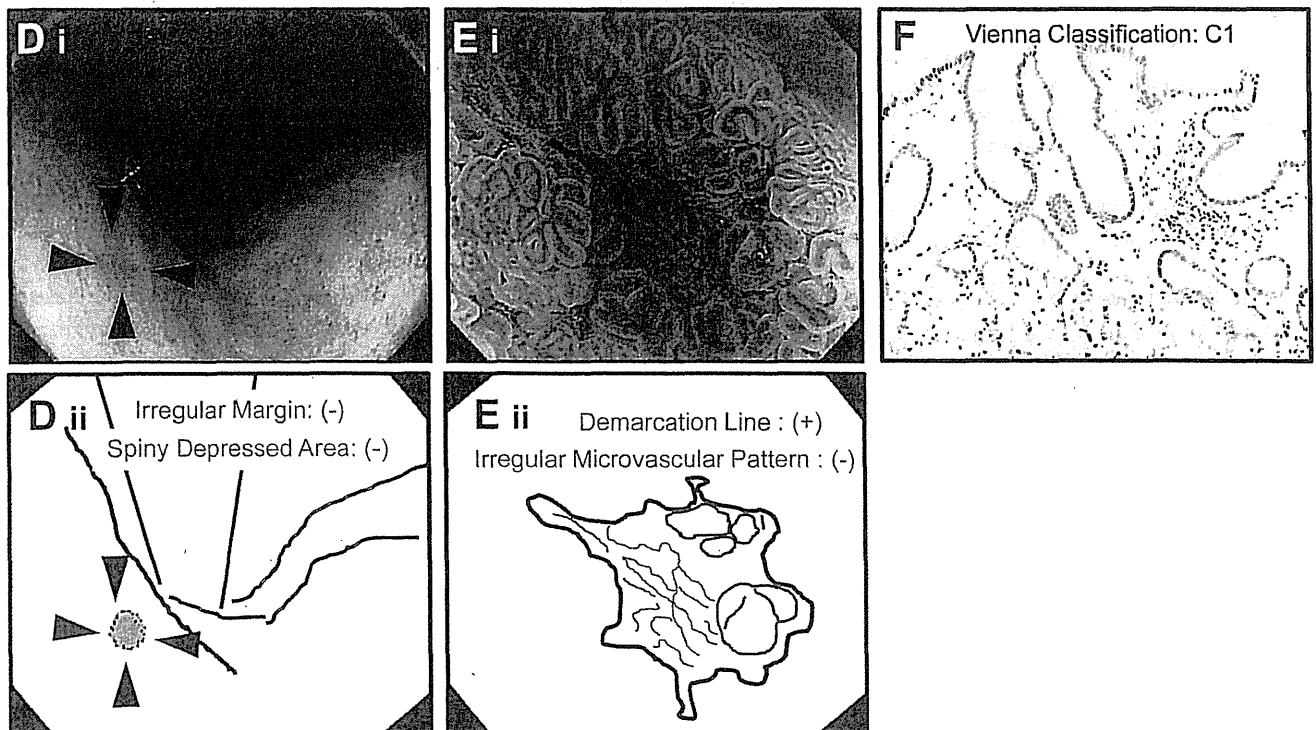 D i
E i
F
Vienna Classification: C1
D ii
Irregular Margin: (-)
Spiny Depressed Area: (-)
E ii
Demarcation Line : (+)
Irregular Microvascular Pattern : (-)